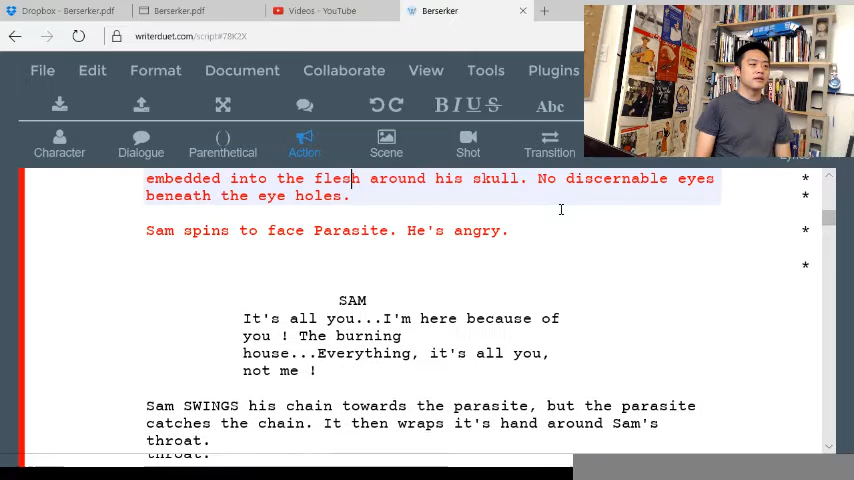 Dropbox - Berserker.pdf
Berserker.pdf
Videos - YouTube
Berserker
writerduet.com/script#78K2X
File Edit Format Document Collaborate View Tools Plugins
B I U S Abc
Character Dialogue Parenthetical Action Scene Shot Transition
embedded into the flesh around his skull. No discernable eyes *
beneath the eye holes. *
Sam spins to face Parasite. He's angry. *
*
SAM
It's all you...I'm here because of
you ! The burning
house...Everything, it's all you,
not me !
Sam SWINGS his chain towards the parasite, but the parasite
catches the chain. It then wraps it's hand around Sam's
throat.
throat.